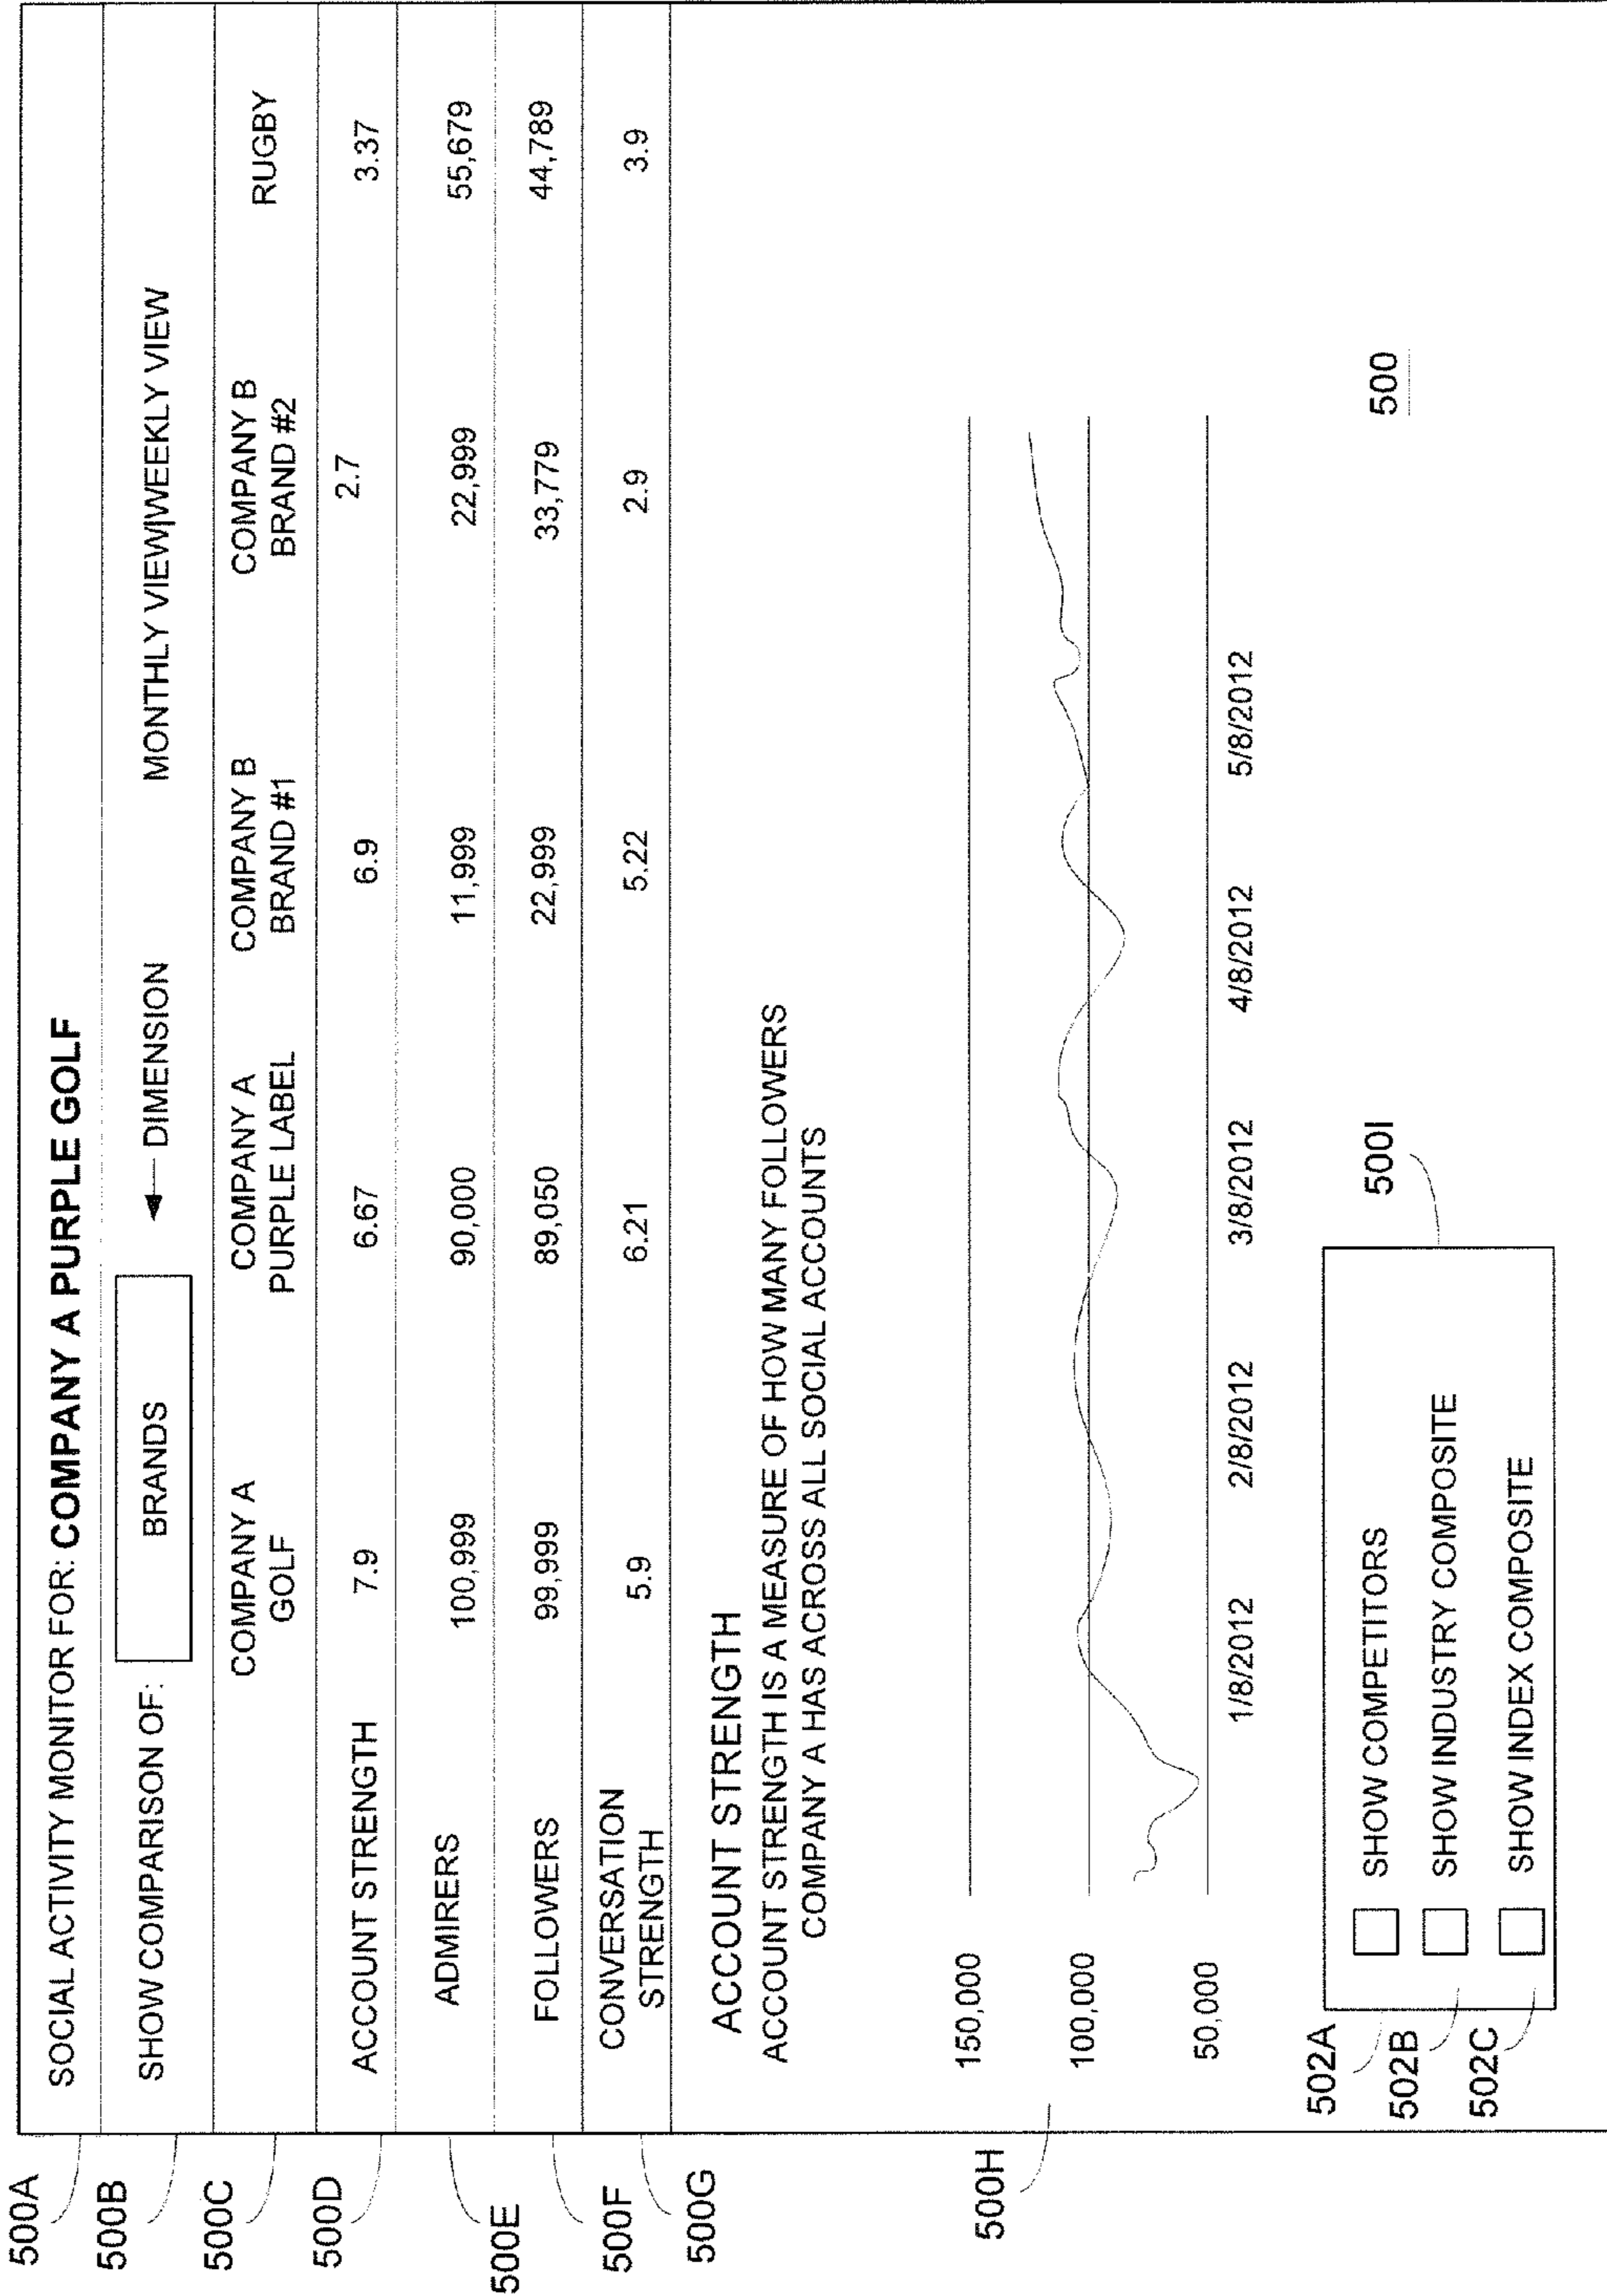 500A
SOCIAL ACTIVITY MONITOR FOR: COMPANY A PURPLE GOLF
500B
SHOW COMPARISON OF: BRANDS DIMENSION MONTHLY VIEW|WEEKLY VIEW
500C
COMPANY A COMPANY A COMPANY B COMPANY B RUGBY
GOLF PURPLE LABEL BRAND #1 BRAND #2
500D
ACCOUNT STRENGTH 7.9 6.67 6.9 2.7 3.37
500E
ADMIRERS 100,999 90,000 11,999 22,999 55,679
500F
FOLLOWERS 99,999 89,050 22,999 33,779 44,789
500G
CONVERSATION
STRENGTH 5.9 6.21 5.22 2.9 3.9
ACCOUNT STRENGTH
ACCOUNT STRENGTH IS A MEASURE OF HOW MANY FOLLOWERS
COMPANY A HAS ACROSS ALL SOCIAL ACCOUNTS
500H
150,000
100,000
50,000
1/8/2012 2/8/2012 3/8/2012 4/8/2012 5/8/2012
502A
SHOW COMPETITORS
502B
SHOW INDUSTRY COMPOSITE
502C
SHOW INDEX COMPOSITE
500I
500